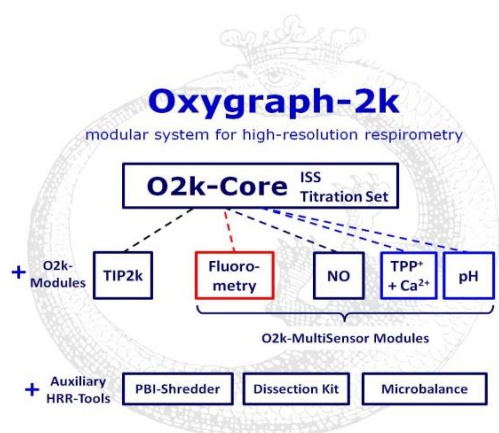 Oxygraph-2k
modular system for high-resolution respirometry
O2k-Core ISS
Titration Set
+ O2k-
Modules
TIP2k
Fluoro-
metry
NO
TPP⁺
+ Ca²⁺
pH
O2k-MultiSensor Modules
+ Auxiliary
HRR-Tools
PBI-Shredder
Dissection Kit
Microbalance